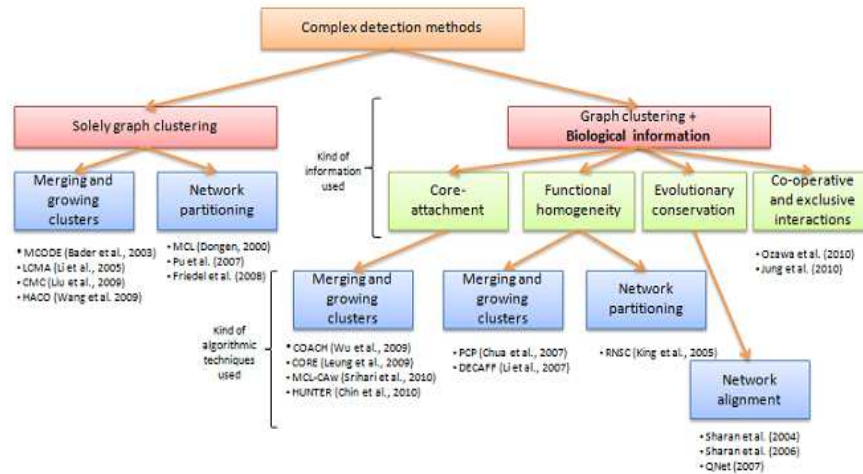 Complex detection methods
Solely graph clustering
Graph clustering +
Biological information
Kind of
information used
Merging and
growing
clusters
Network
partitioning
Core-
attachment
Functional
homogeneity
Evolutionary
conservation
Co-operative
and exclusive
interactions
• MCODE (Bader et al., 2003)
• LCMA (Li et al., 2005)
• CMC (Liu et al., 2009)
• HACO (Wang et al. 2009)
• MCL (Dongen, 2000)
• Pu et al. (2007)
• Friedel et al. (2008)
• Ozawa et al. (2010)
• Jung et al. (2010)
Kind of
algorithmic
techniques
used
Merging and
growing
clusters
Merging and
growing
clusters
Network
partitioning
• COACH (Wu et al., 2009)
• CORE (Leung et al., 2009)
• MCL-CAw (Srihari et al., 2010)
• HUNTER (Chin et al., 2010)
• PCP (Chua et al., 2007)
• DECAFF (Li et al., 2007)
• RNSC (King et al., 2005)
Network
alignment
• Sharan et al. (2004)
• Sharan et al. (2006)
• QNet (2007)